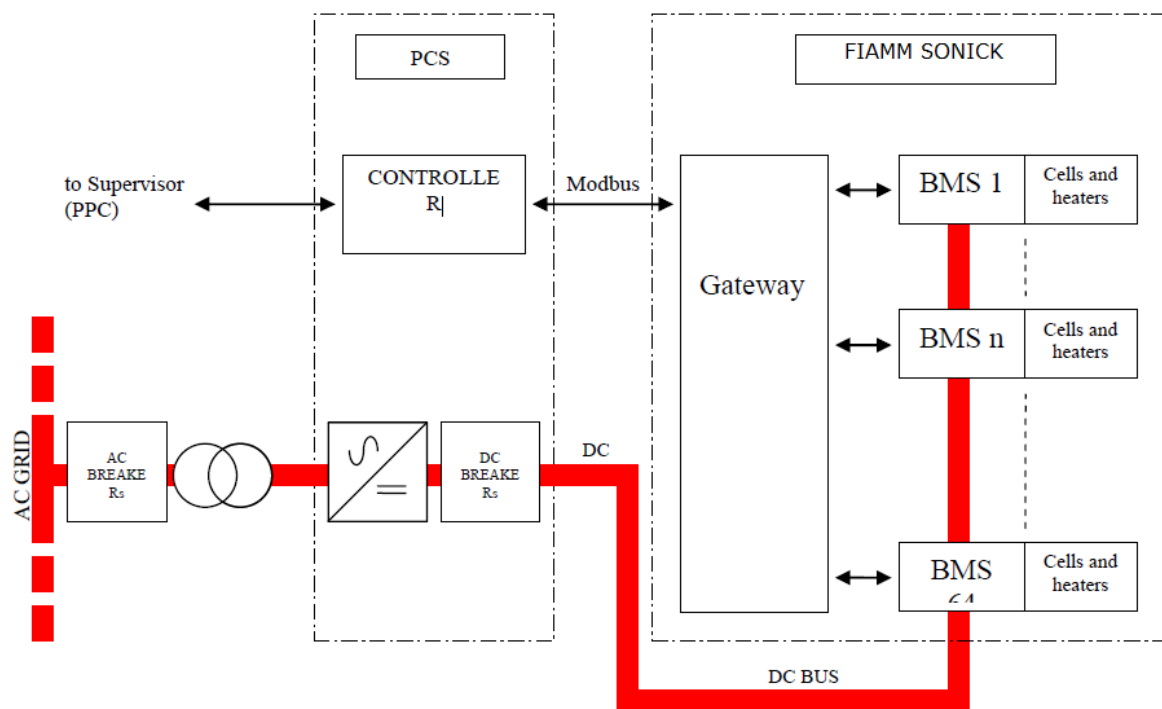 PCS
FIAMM SONICK
to Supervisor
(PPC)
CONTROLLE
R
Modbus
Gateway
BMS 1
Cells and
heaters
BMS n
Cells and
heaters
BMS
64
Cells and
heaters
AC GRID
AC
BREAKE
Rs
DC
BREAKE
Rs
DC
DC BUS